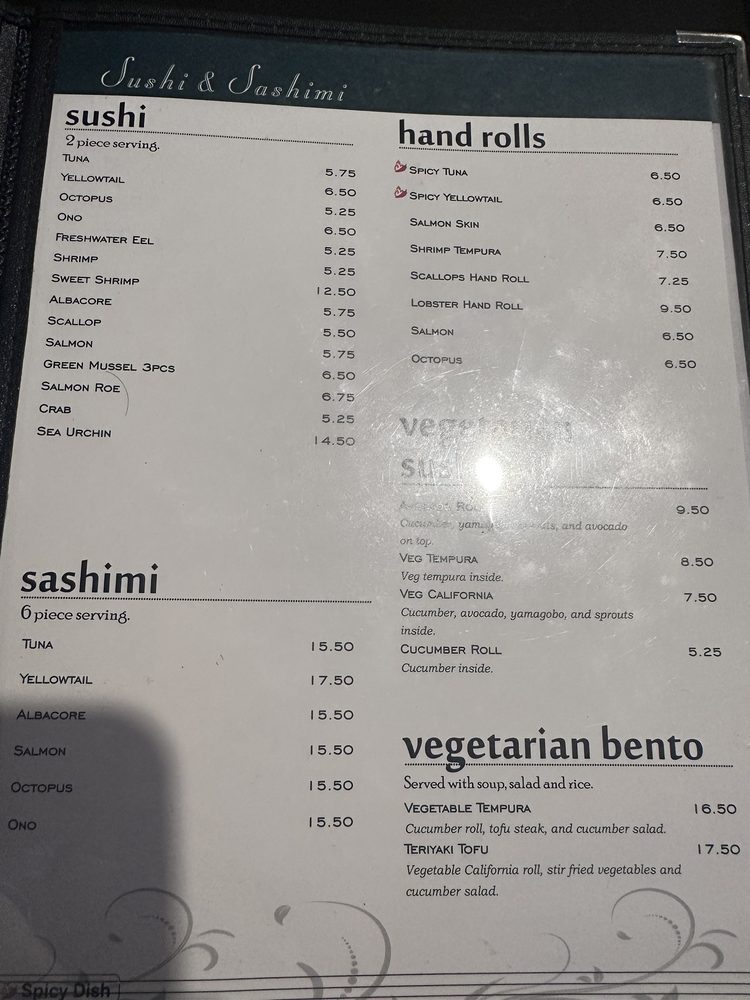 Sushi & Sashimi
sushi
2 piece serving.
TUNA 5.75
YELLOWTAIL 6.50
OCTOPUS 5.25
ONO 6.50
FRESHWATER EEL 5.25
SHRIMP 5.25
SWEET SHRIMP 12.50
ALBACORE 5.75
SCALLOP 5.50
SALMON 5.75
GREEN MUSSEL 3PCS 6.50
SALMON ROE 6.75
CRAB 5.25
SEA URCHIN 14.50
sashimi
6 piece serving.
TUNA 15.50
YELLOWTAIL 17.50
ALBACORE 15.50
SALMON 15.50
OCTOPUS 15.50
ONO 15.50
hand rolls
SPICY TUNA 6.50
SPICY YELLOWTAIL 6.50
SALMON SKIN 6.50
SHRIMP TEMPURA 7.50
SCALLOPS HAND ROLL 7.25
LOBSTER HAND ROLL 9.50
SALMON 6.50
OCTOPUS 6.50
vegetarian
sushi
9.50
Cucumber, and avocado
on top.
VEG TEMPURA 8.50
Veg tempura inside.
VEG CALIFORNIA 7.50
Cucumber, avocado, yamagobo, and sprouts
inside.
CUCUMBER ROLL 5.25
Cucumber inside.
vegetarian bento
Served with soup, salad and rice.
VEGETABLE TEMPURA 16.50
Cucumber roll, tofu steak, and cucumber salad.
TERIYAKI TOFU 17.50
Vegetable California roll, stir fried vegetables and
cucumber salad.
Spicy Dish